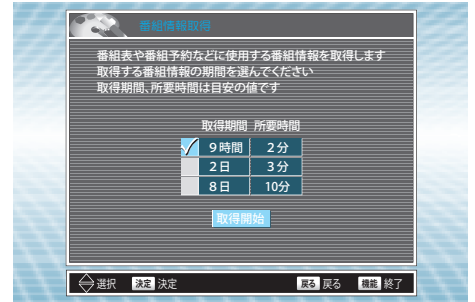 番組情報取得
番組表や番組予約などに使用する番組情報を取得します
取得する番組情報の期間を選んでください
取得期間、所要時間は目安の値です
取得期間 所要時間
9時間 2分
2日 3分
8日 10分
取得開始
選択 決定 決定 戻る 戻る 機能 終了